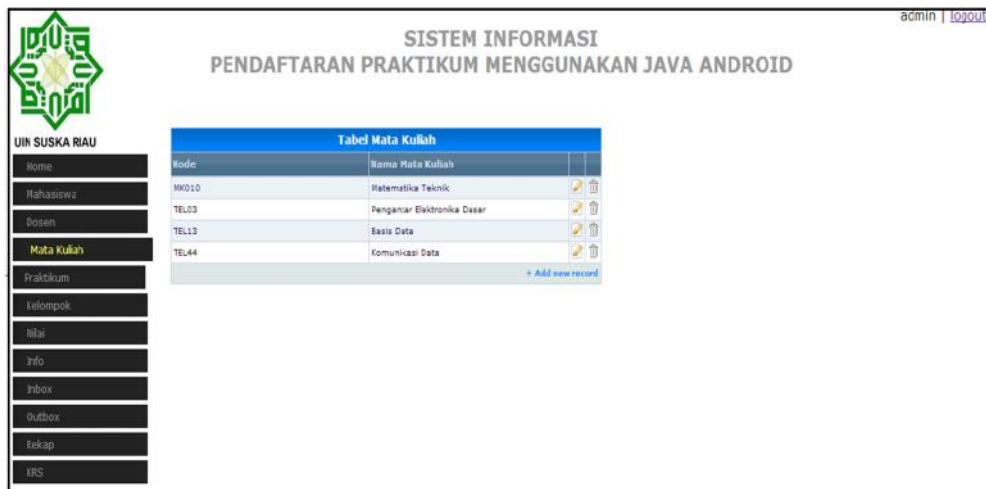 admin | logout
SISTEM INFORMASI
PENDAFTARAN PRAKTIKUM MENGGUNAKAN JAVA ANDROID
UIN SUSKA RIAU
Home
Mahasiswa
Dosen
Mata Kuliah
Praktikum
Kelompok
Nilai
Info
Inbox
Outbox
Rekap
KRS
Tabel Mata Kuliah
Kode Nama Mata Kuliah
MK010 Matematika Teknik
TEL03 Pengantar Elektronika Dasar
TEL13 Basis Data
TEL44 Komunikasi Data
+ Add new record